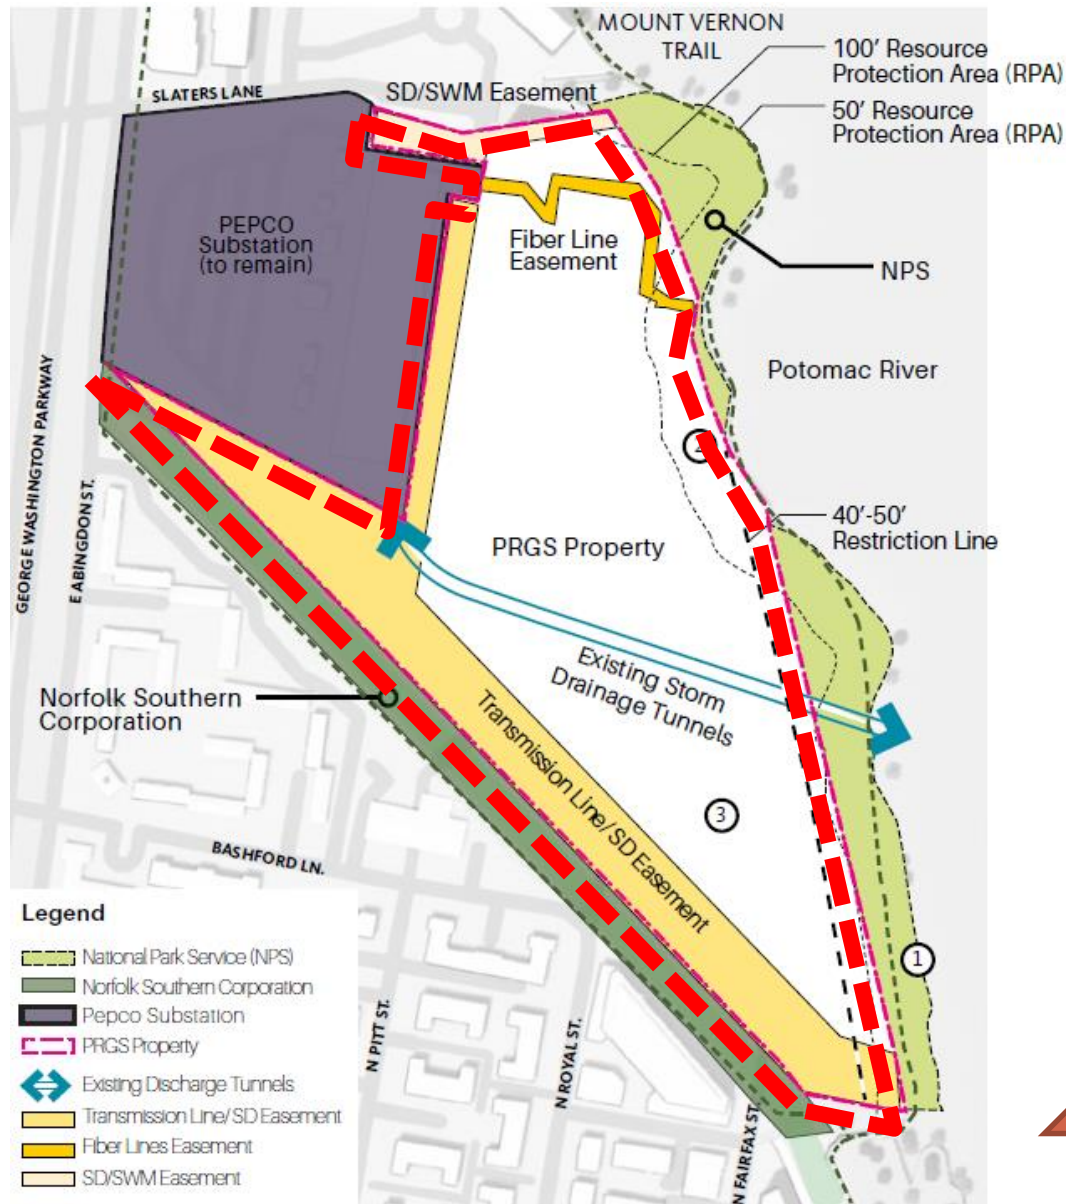 MOUNT VERNON
TRAIL
100’ Resource
Protection Area (RPA)
50’ Resource
Protection Area (RPA)
SLATERS LANE
SD/SWM Easement
PEPCO
Substation
(to remain)
Fiber Line
Easement
NPS
Potomac River
GEORGE WASHINGTON PARKWAY
E ABINGDON ST.
2
40’-50’
Restriction Line
PRGS Property
Existing Storm
Drainage Tunnels
Norfolk Southern
Corporation
Transmission Line/ SD Easement
3
BASHFORD LN.
1
N PITT ST.
N ROYAL ST.
N FAIRFAX ST.
Legend
National Park Service (NPS)
Norfolk Southern Corporation
Pepco Substation
PRGS Property
Existing Discharge Tunnels
Transmission Line/ SD Easement
Fiber Lines Easement
SD/SWM Easement